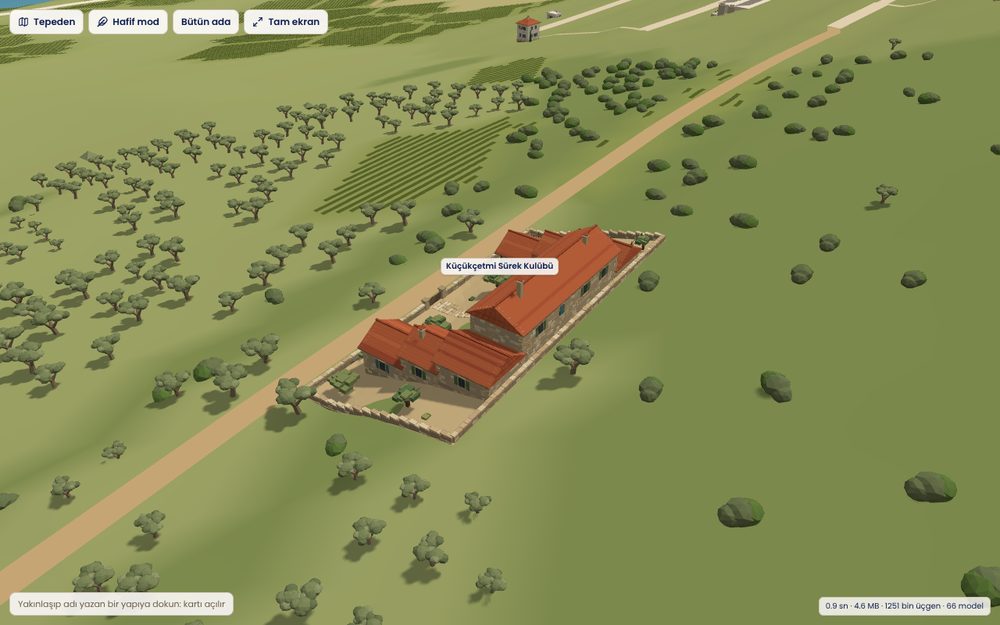 Tepeden
Hafif mod
Bütün ada
Tam ekran
Küçükçetmi Sürek Kulübü
Yakınlaşıp adı yazan bir yapıya dokun: kartı açılır
0.9 sn · 4.6 MB · 1251 bin üçgen · 66 model